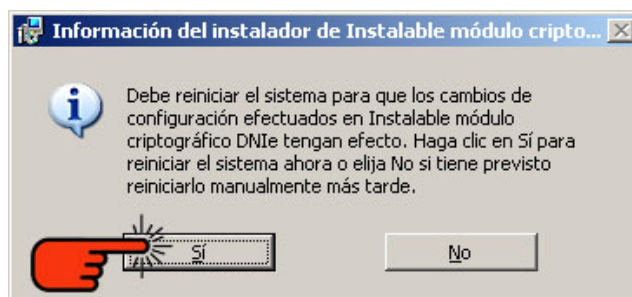 Información del instalador de Instalable módulo cripto...
Debe reiniciar el sistema para que los cambios de
configuración efectuados en Instalable módulo
criptográfico DNIe tengan efecto. Haga clic en Sí para
reiniciar el sistema ahora o elija No si tiene previsto
reiniciarlo manualmente más tarde.
Sí
No